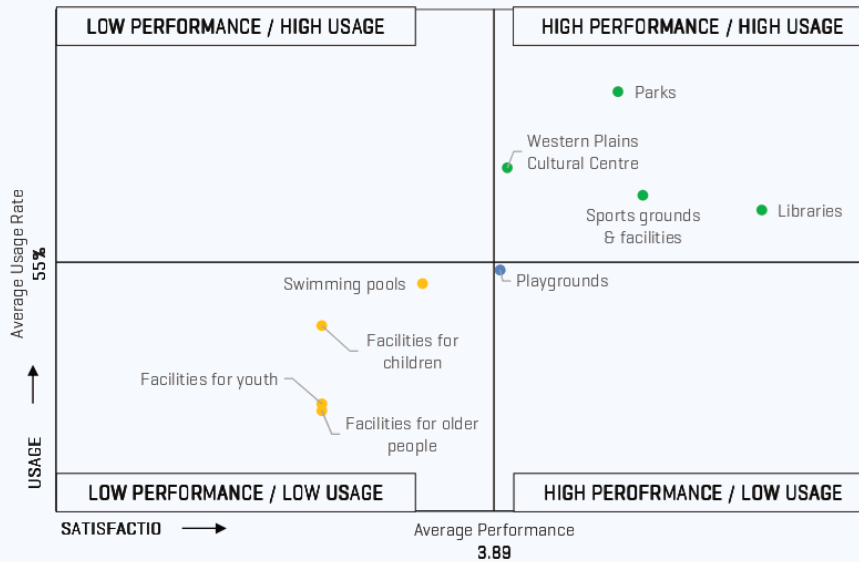 LOW PERFORMANCE / HIGH USAGE
HIGH PERFORMANCE / HIGH USAGE
Parks
Western Plains
Cultural Centre
Sports grounds
& facilities
Libraries
Average Usage Rate
55%
Swimming pools
Playgrounds
Facilities for
children
Facilities for youth
Facilities for older
people
USAGE
LOW PERFORMANCE / LOW USAGE
HIGH PEROFRMANCE / LOW USAGE
SATISFACTIO
Average Performance
3.89